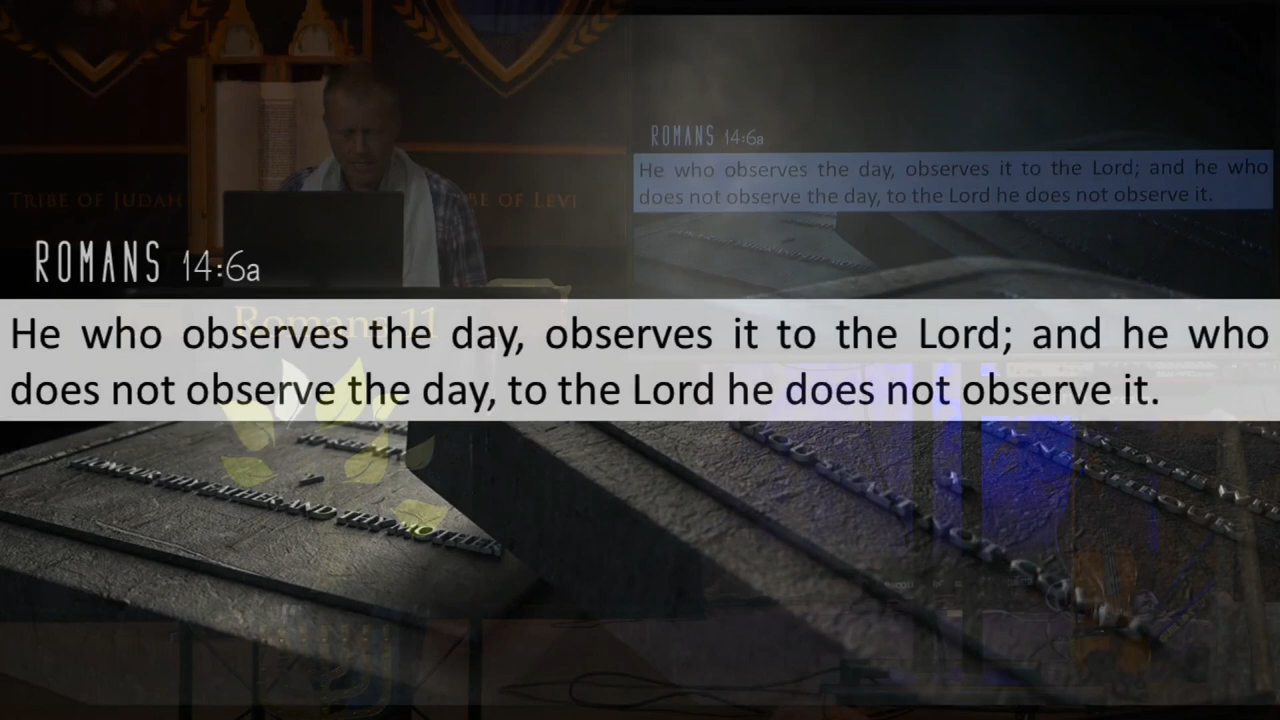 TRIBE OF JUDAH
BE OF LEVI
ROMANS 14:6a
He who observes the day, observes it to the Lord; and he who
does not observe the day, to the Lord he does not observe it.
ROMANS 14:6a
He who observes the day, observes it to the Lord; and he who
does not observe the day, to the Lord he does not observe it.
Romans 11
HONOUR THY FATHER AND THY MOTHER